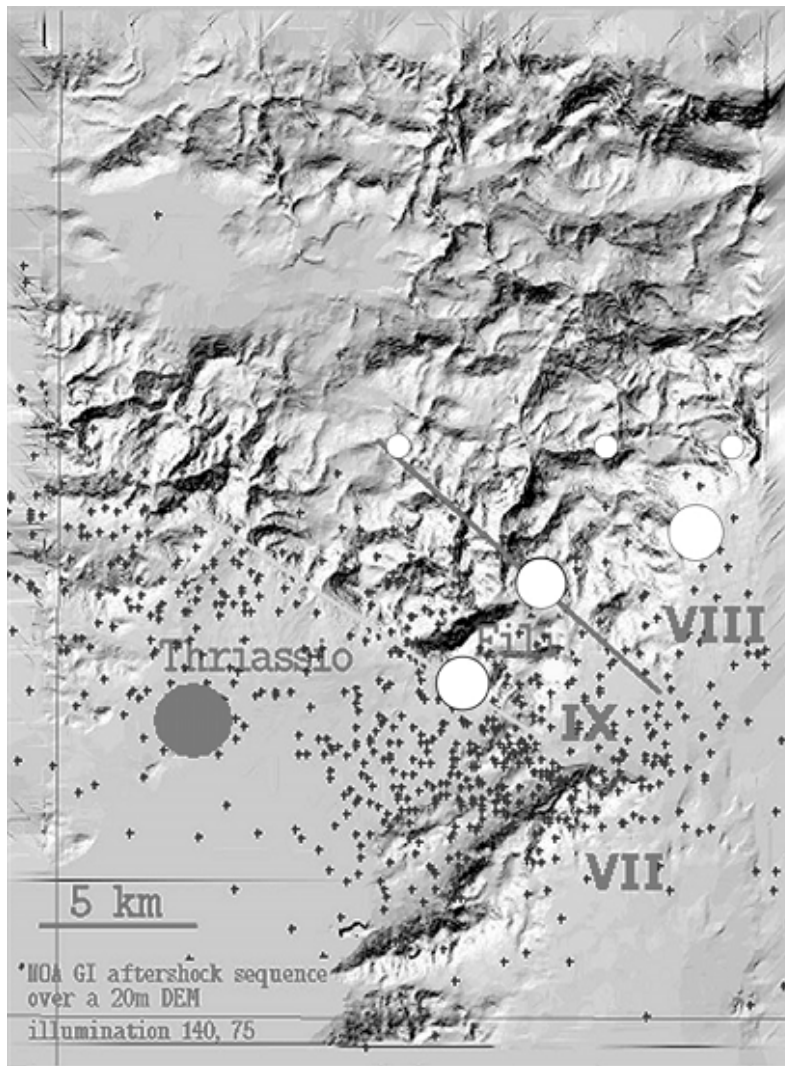 VIII
Fili
Thriassio
IX
VII
5 km
NOA GI aftershock sequence
over a 20m DEM
illumination 140, 75